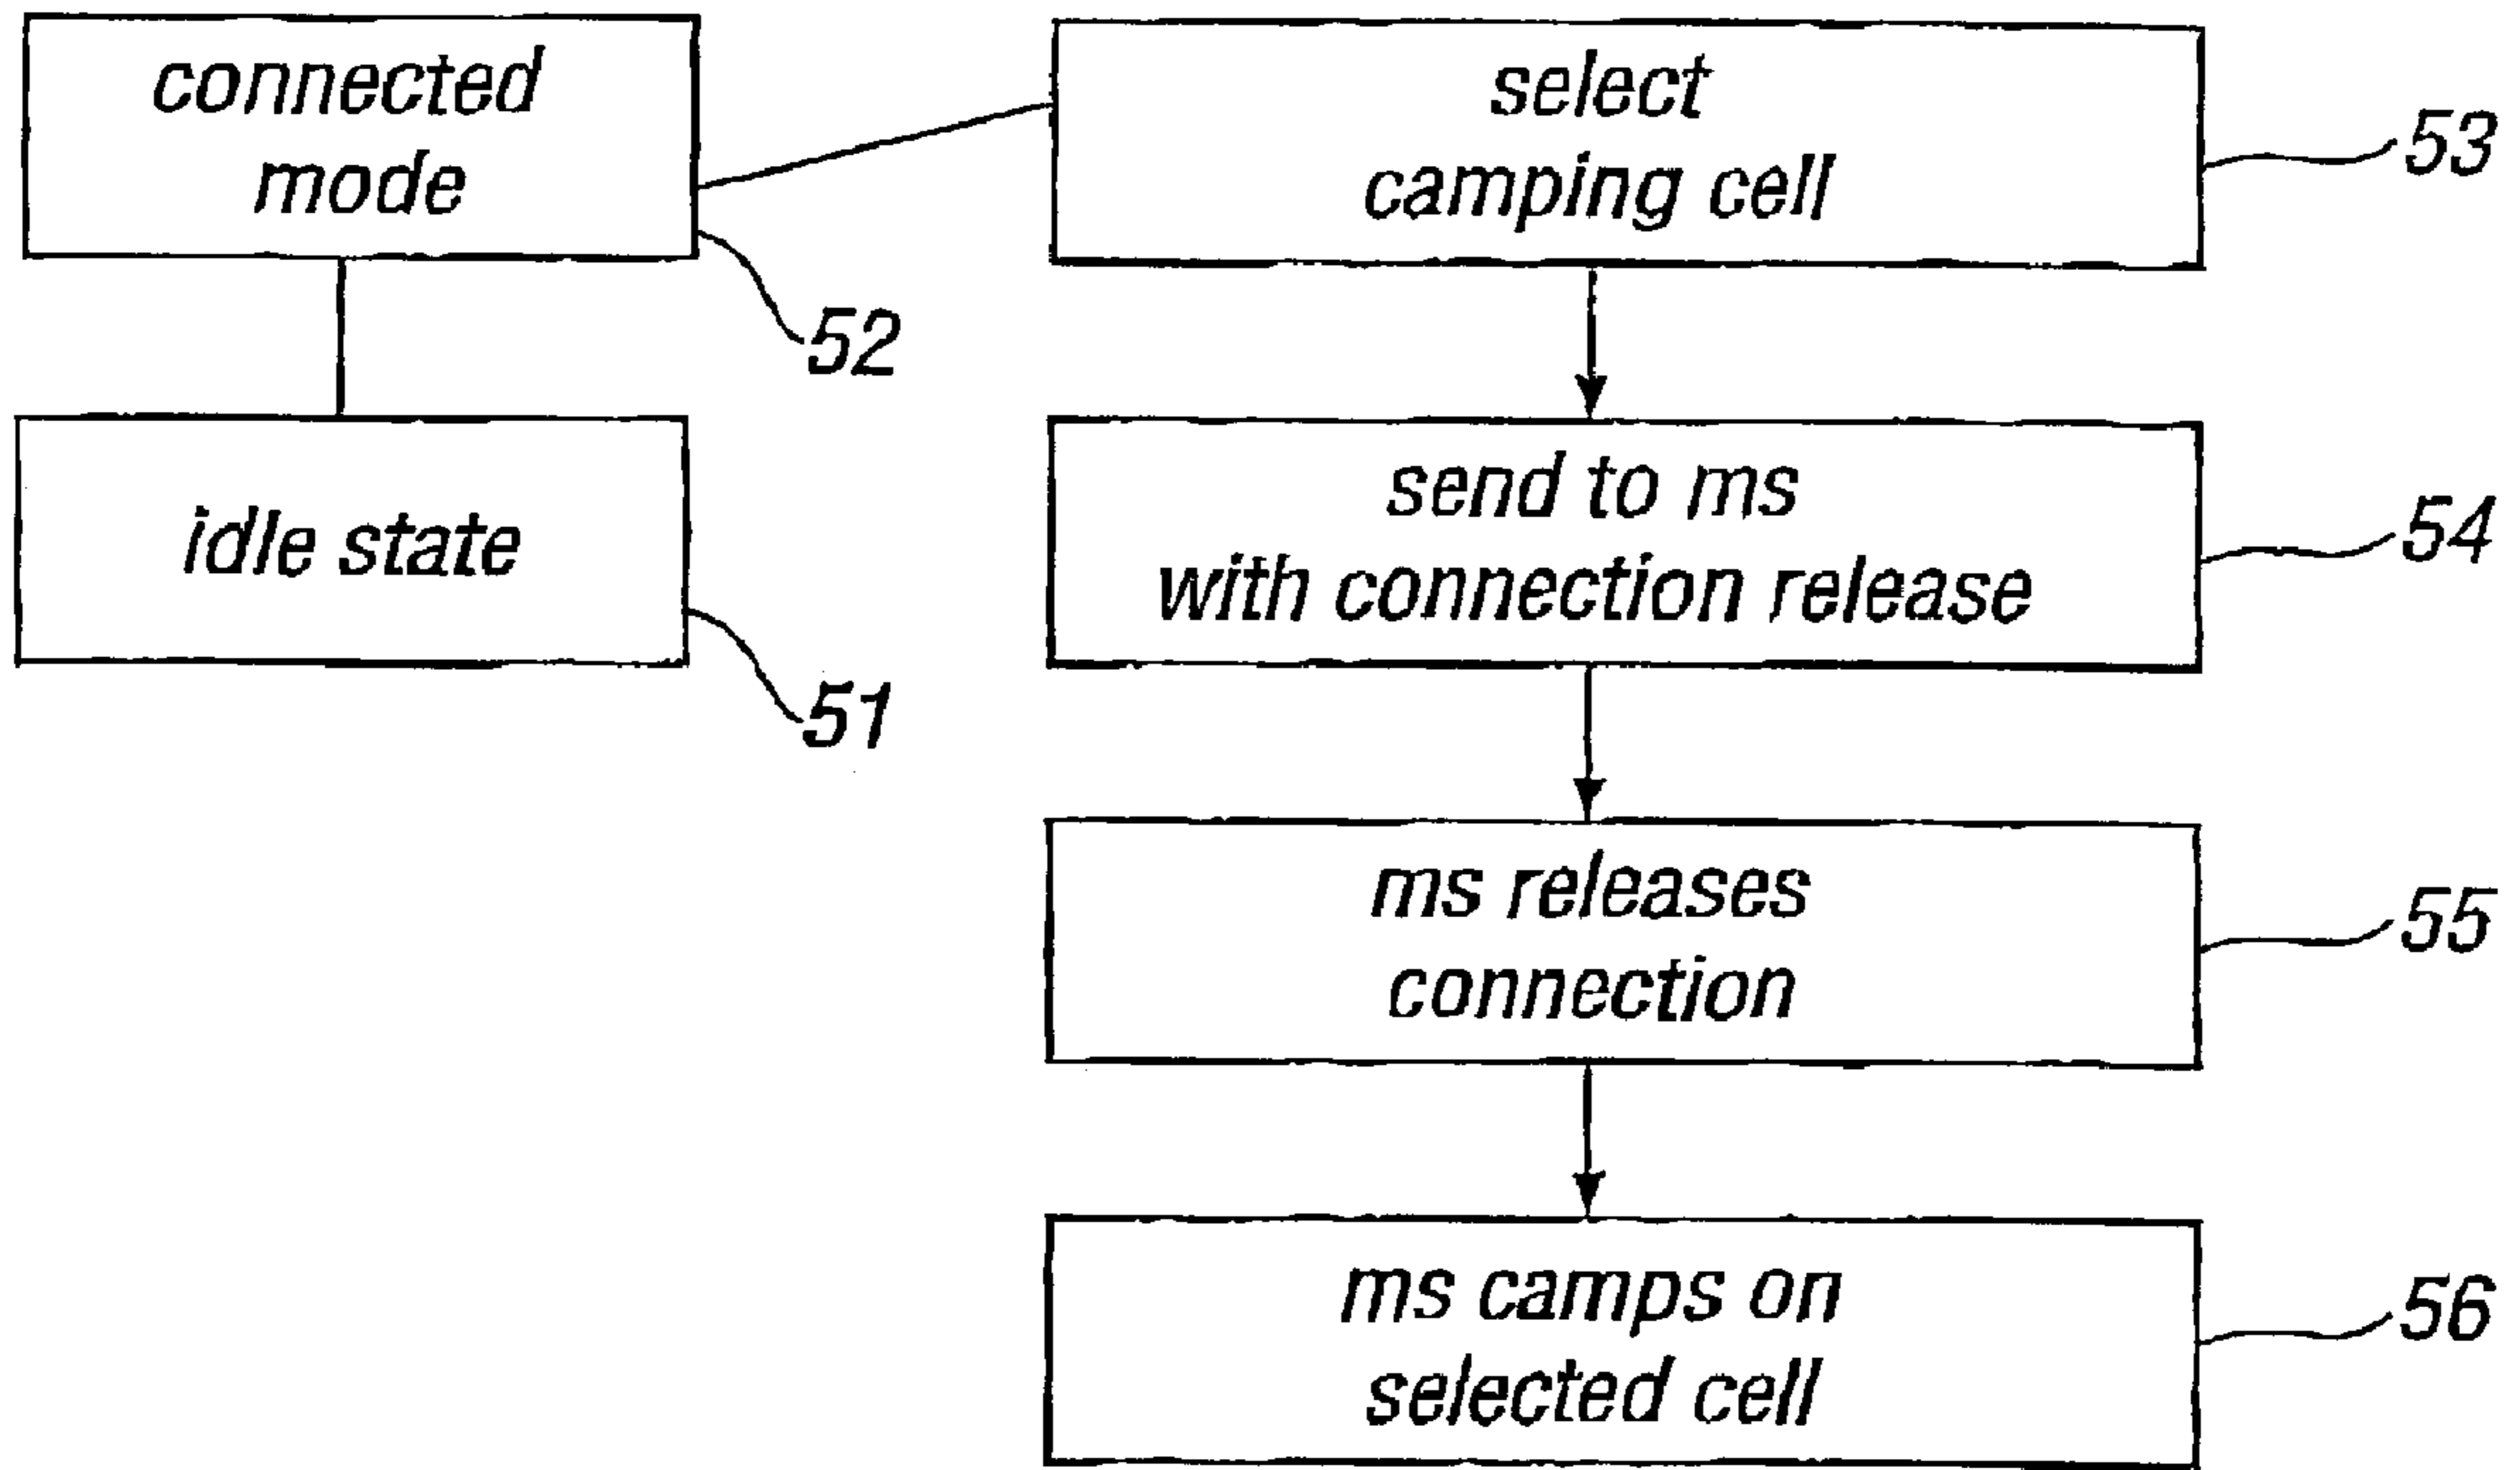 connected
mode
52
idle state
51
select
camping cell
53
send to ms
with connection release
54
ms releases
connection
55
ms camps on
selected cell
56